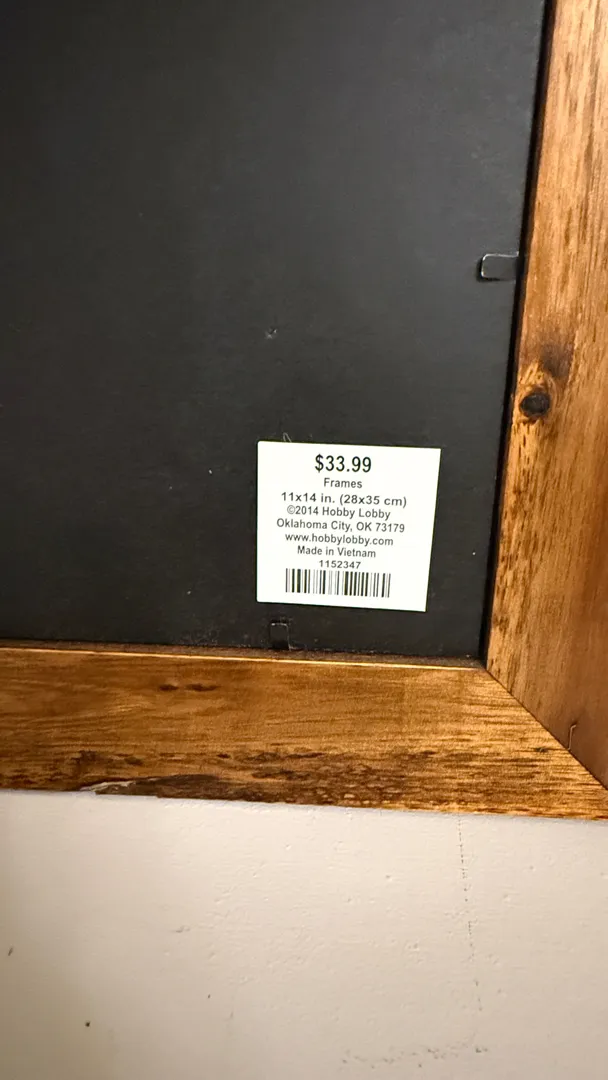 $33.99
Frames
11x14 in. (28x35 cm)
©2014 Hobby Lobby
Oklahoma City, OK 73179
www.hobbylobby.com
Made in Vietnam
1152347